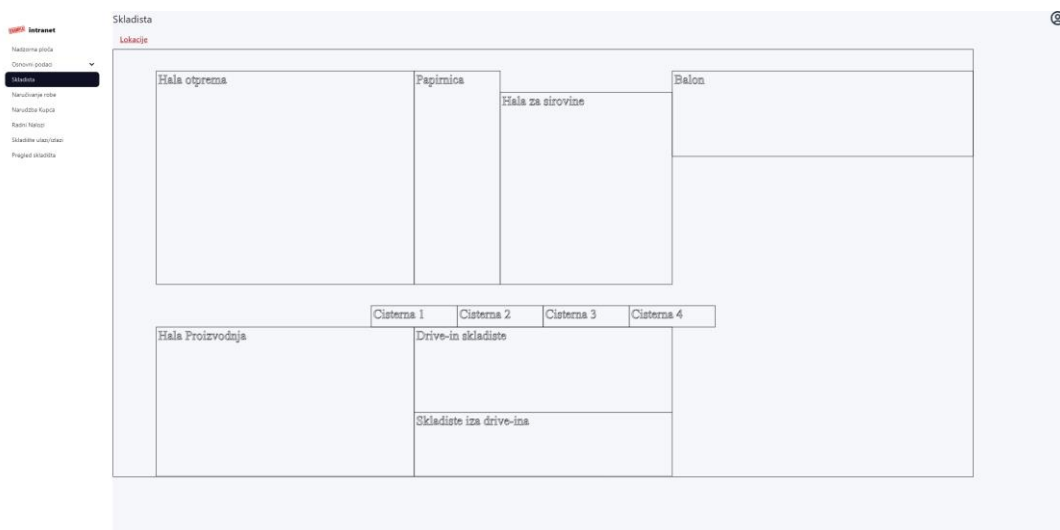 Skladista
intranet
Lokacije
Nadzorna ploča
Osnovni podaci
Skladista
Naručivanje robe
Narudžba Kupca
Radni Nalozi
Skladište ulazi/izlazi
Pregled skladišta
Hala otprema
Papirnica
Balon
Hala za sirovine
Cisterna 1
Cisterna 2
Cisterna 3
Cisterna 4
Hala Proizvodnja
Drive-in skladiste
Skladiste iza drive-ina